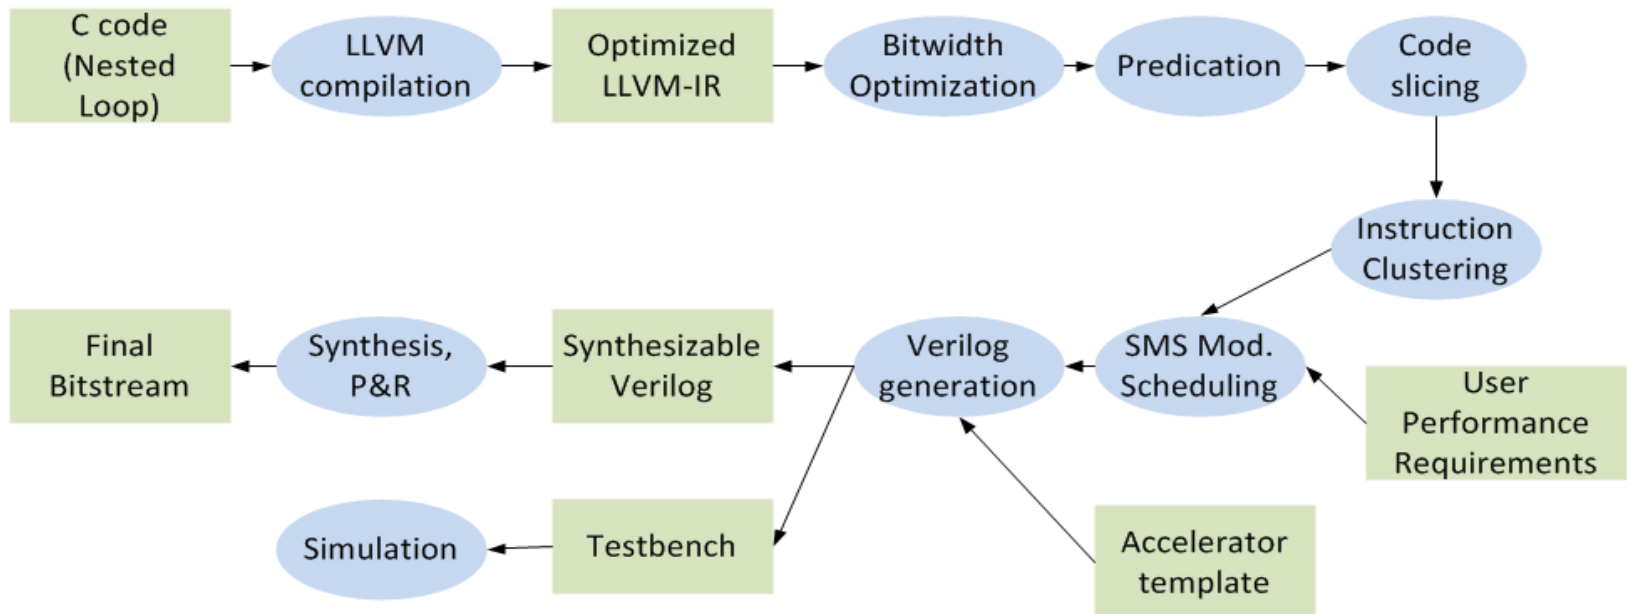 C code
(Nested
Loop)
LLVM
compilation
Optimized
LLVM-IR
Bitwidth
Optimization
Predication
Code
slicing
Instruction
Clustering
Final
Bitstream
Synthesis,
P&R
Synthesizable
Verilog
Verilog
generation
SMS Mod.
Scheduling
User
Performance
Requirements
Simulation
Testbench
Accelerator
template